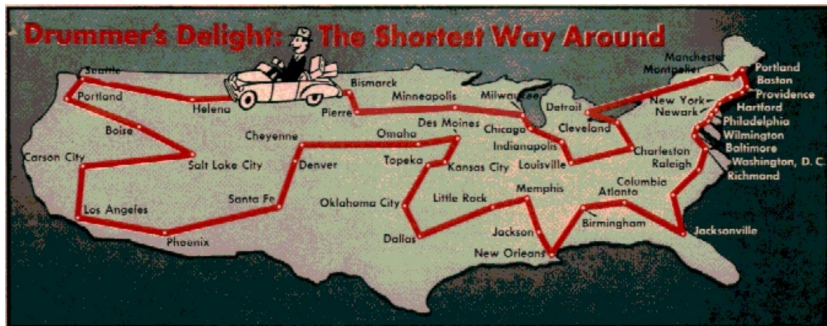 Drummer's Delight: The Shortest Way Around
Seattle
Portland
Helena
Boise
Carson City
Salt Lake City
Los Angeles
Phoenix
Santa Fe
Denver
Cheyenne
Omaha
Des Moines
Topeka
Kansas City
Oklahoma City
Dallas
Little Rock
Memphis
Jackson
New Orleans
Birmingham
Atlanta
Jacksonville
Columbia
Raleigh
Richmond
Washington, D. C.
Baltimore
Wilmington
Philadelphia
Newark
New York
Hartford
Providence
Baston
Portland
Manchester
Montpelier
Detroit
Cleveland
Charleston
Louisville
Indianapolis
Chicago
Milwaukee
Minneapolis
Pierre
Bismarck